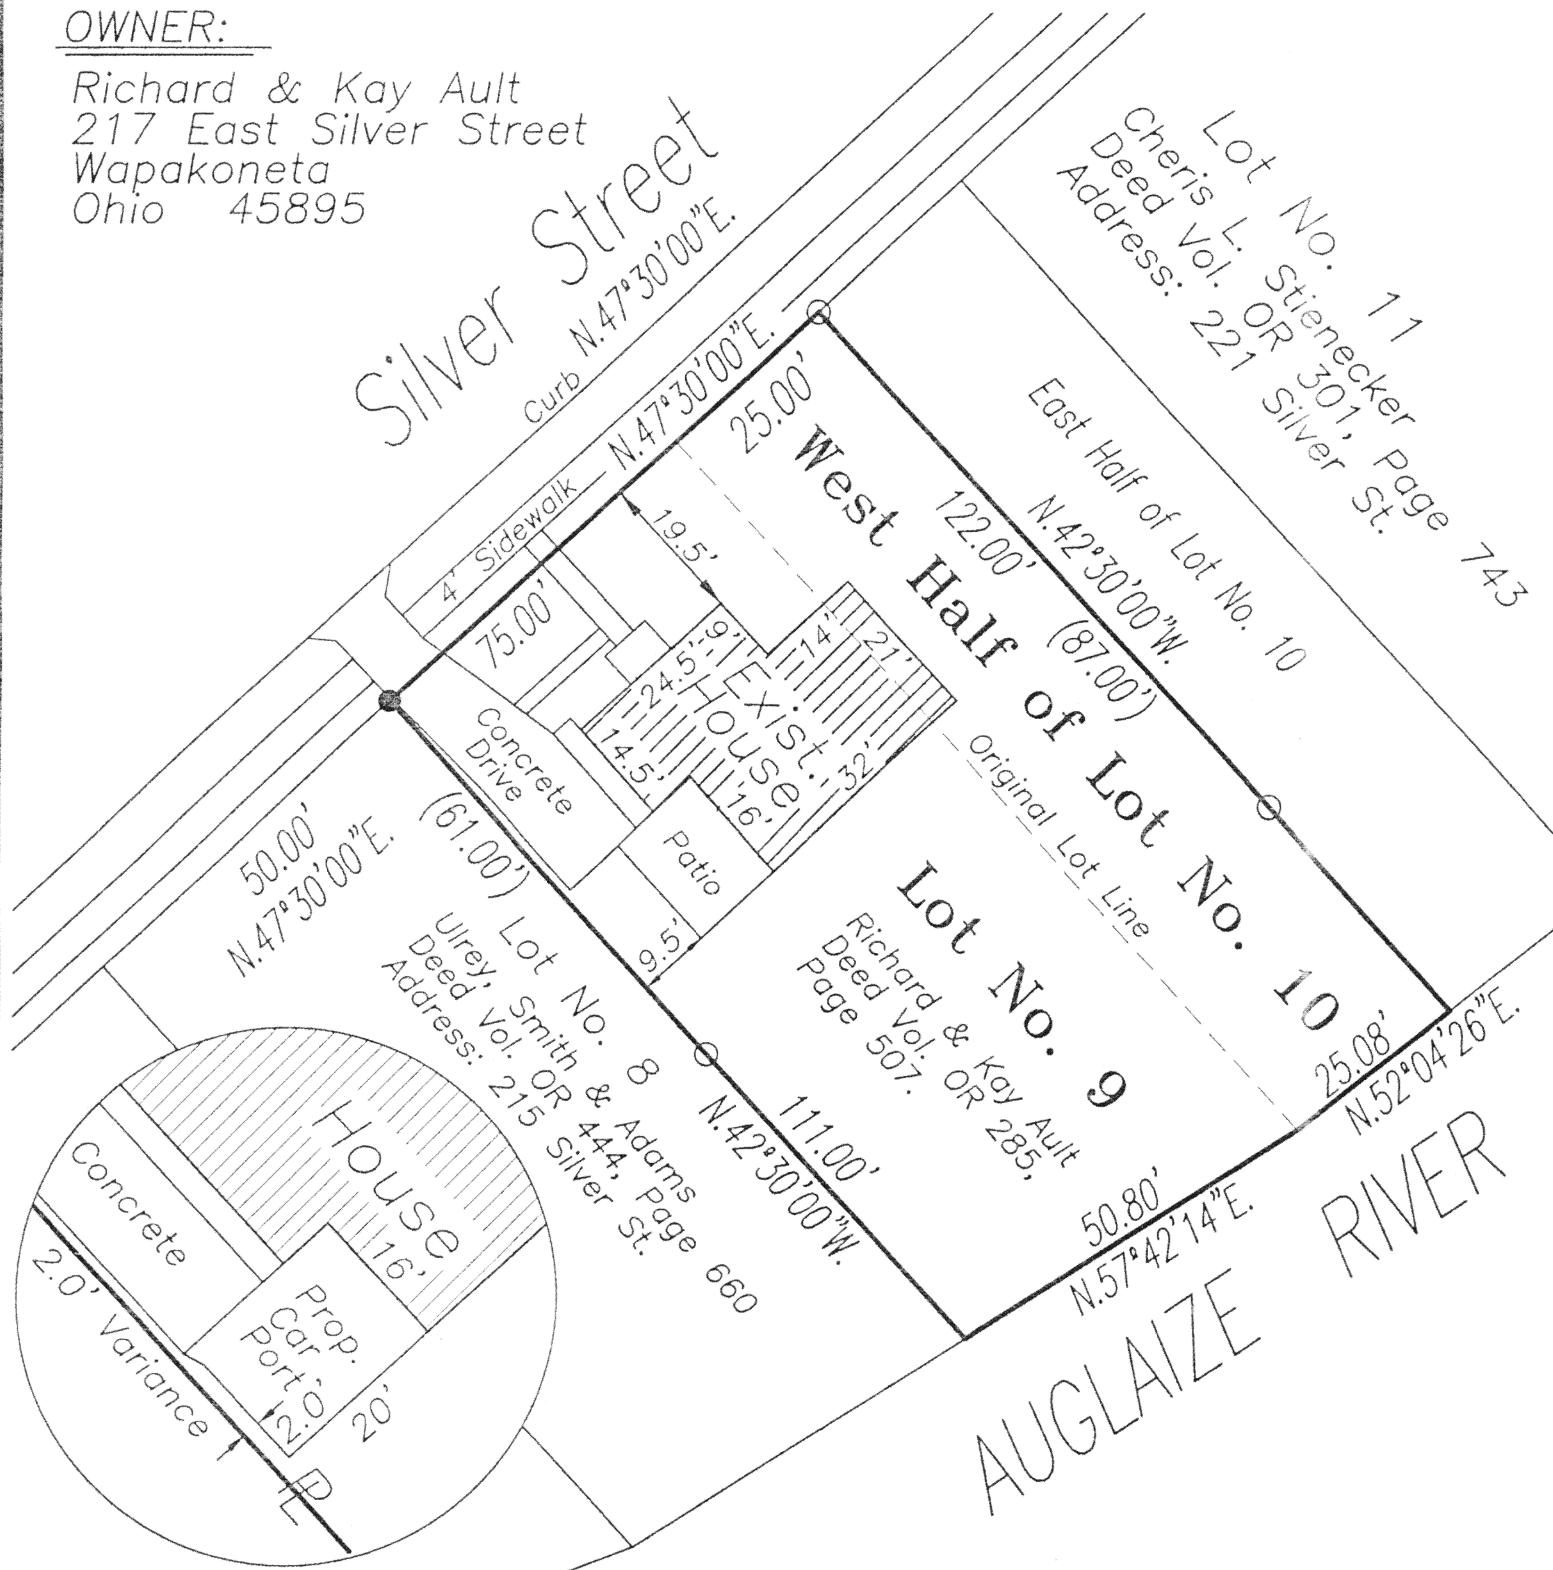 OWNER:
Richard & Kay Ault
217 East Silver Street
Wapakoneta
Ohio 45895
Silver Street
N.47°30'00"E.
Curb
N.47°30'00"E.
25.00'
4' Sidewalk
75.00'
19.5'
Lot No. 11
Cheris L. Stienecker
Deed Vol. OR 301, Page 743
Address: 221 Silver St.
East Half of Lot No. 10
N.42°30'00"W.
122.00'
(87.00')
West Half of Lot No. 10
Original Lot Line
Exist.
House
24.5'
9'
14'
21'
32'
16'
14.5'
Concrete
Drive
Patio
9.5'
Lot No. 9
Richard & Kay Ault
Deed Vol. OR 285,
Page 507.
50.00'
N.47°30'00"E.
(61.00')
Lot No. 8
Ulrey, Smith & Adams
Deed Vol. OR 444, Page 660
Address: 215 Silver St.
111.00'
N.42°30'00"W.
25.08'
N.52°04'26"E.
50.80'
N.57°42'14"E.
AUGLAIZE RIVER
House
16'
Concrete
Prop.
Car
Port
2.0'
20'
2.0' Variance
PL